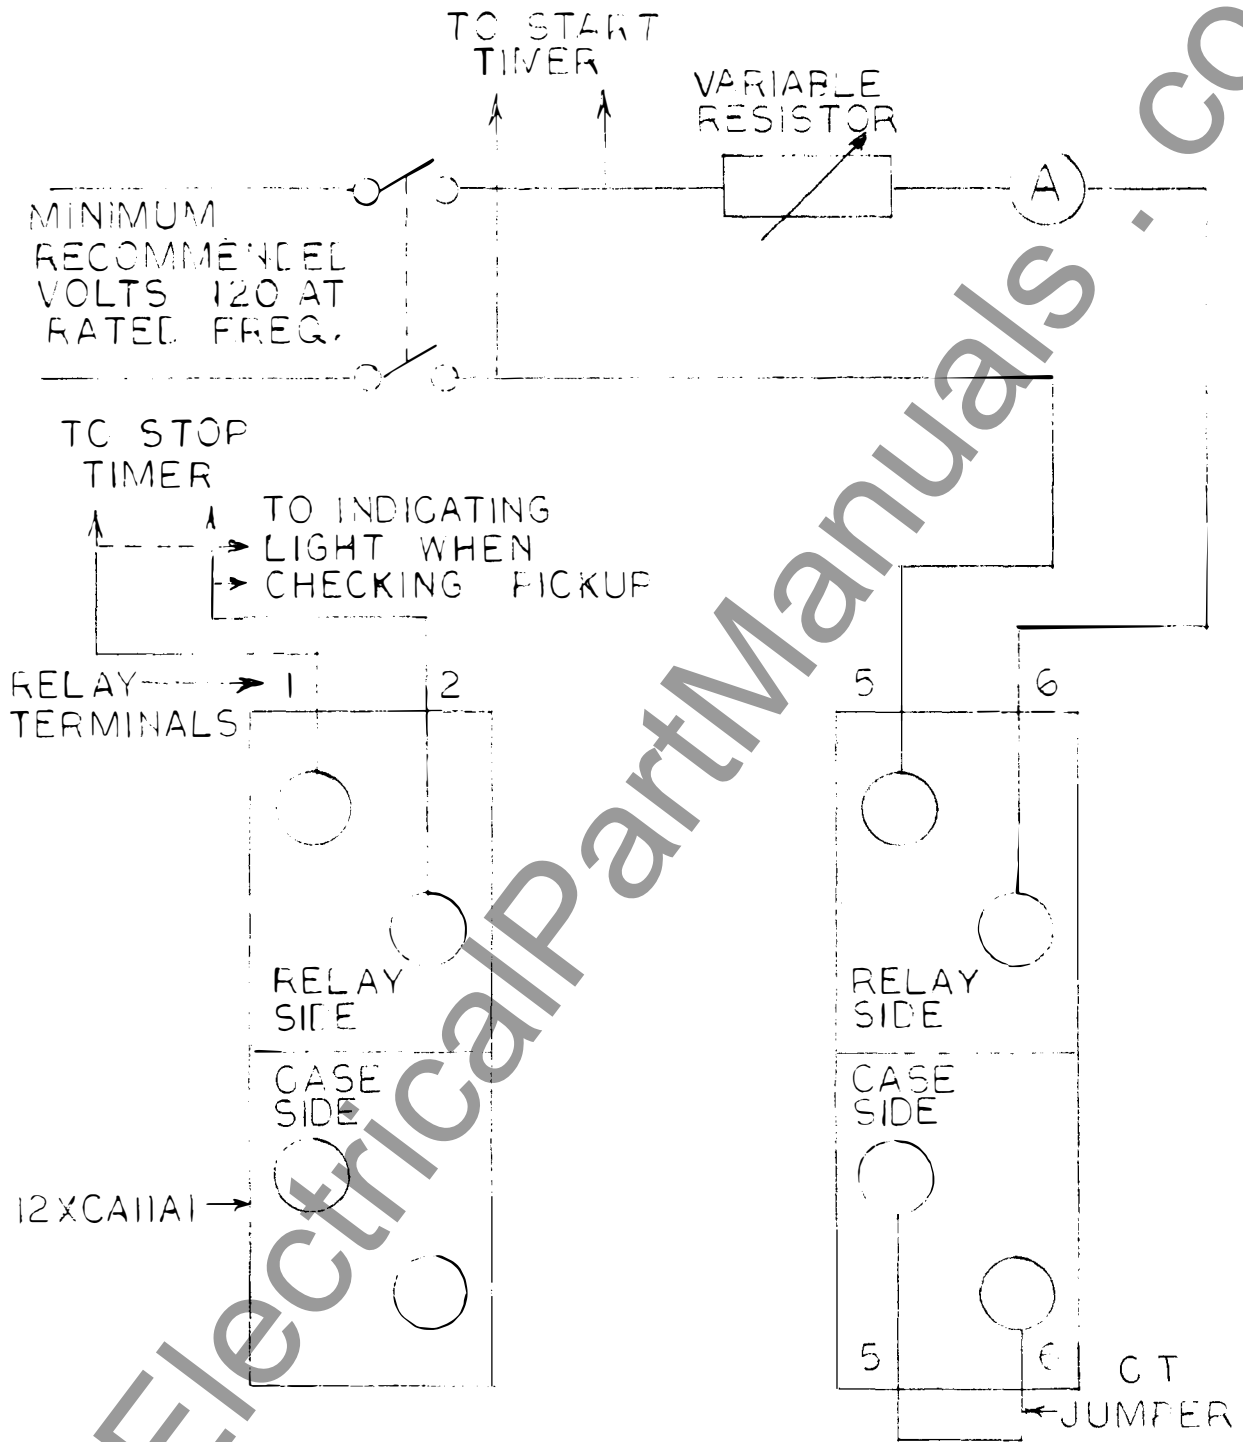 TO START
TIMER
VARIABLE
RESISTOR
A
MINIMUM
RECOMMENDED
VOLTS 120 AT
RATED FREQ.
TO STOP
TIMER
TO INDICATING
LIGHT WHEN
CHECKING PICKUP
RELAY
TERMINALS
1
2
5
6
RELAY
SIDE
RELAY
SIDE
CASE
SIDE
CASE
SIDE
12XCA11A1
5
6
CT
JUMPER
ElectricalPartManuals . co